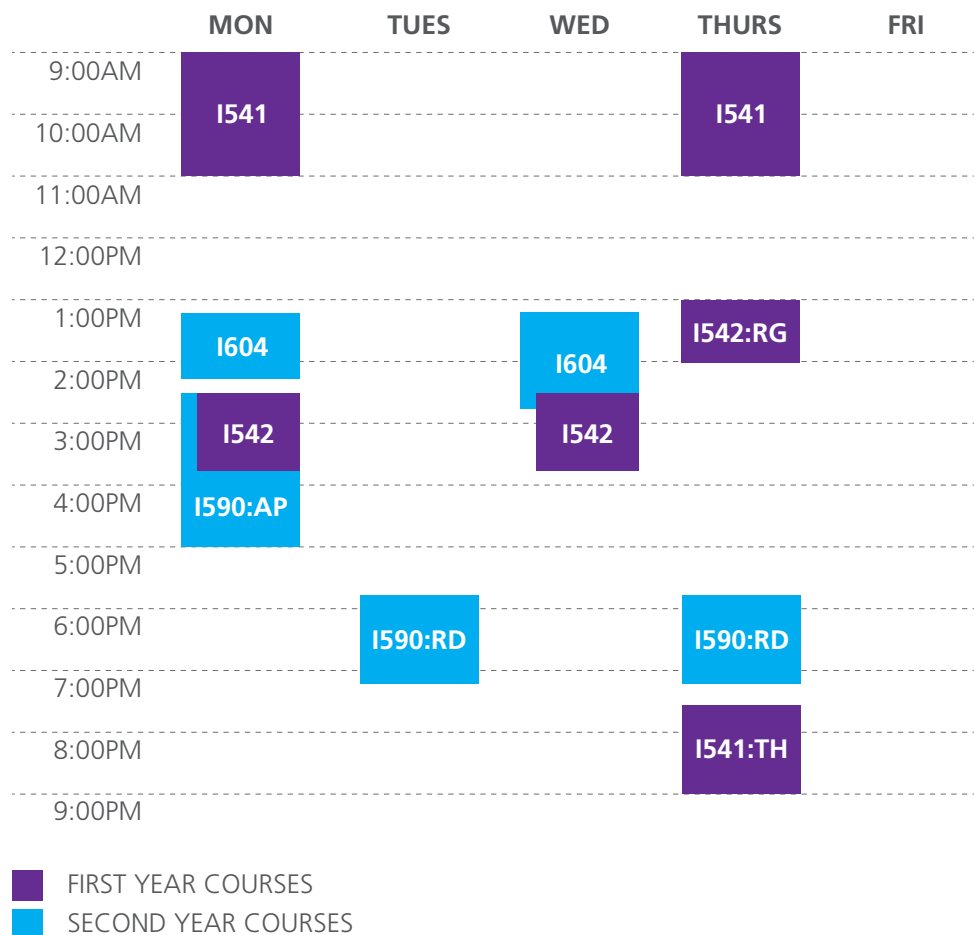 MON TUES WED THURS FRI
9:00AM
I541 I541
10:00AM
11:00AM
12:00PM
1:00PM
I542:RG
I604
I604
2:00PM
I542 I542
3:00PM
4:00PM
I590:AP
5:00PM
6:00PM
I590:RD I590:RD
7:00PM
8:00PM
I541:TH
9:00PM
FIRST YEAR COURSES
SECOND YEAR COURSES